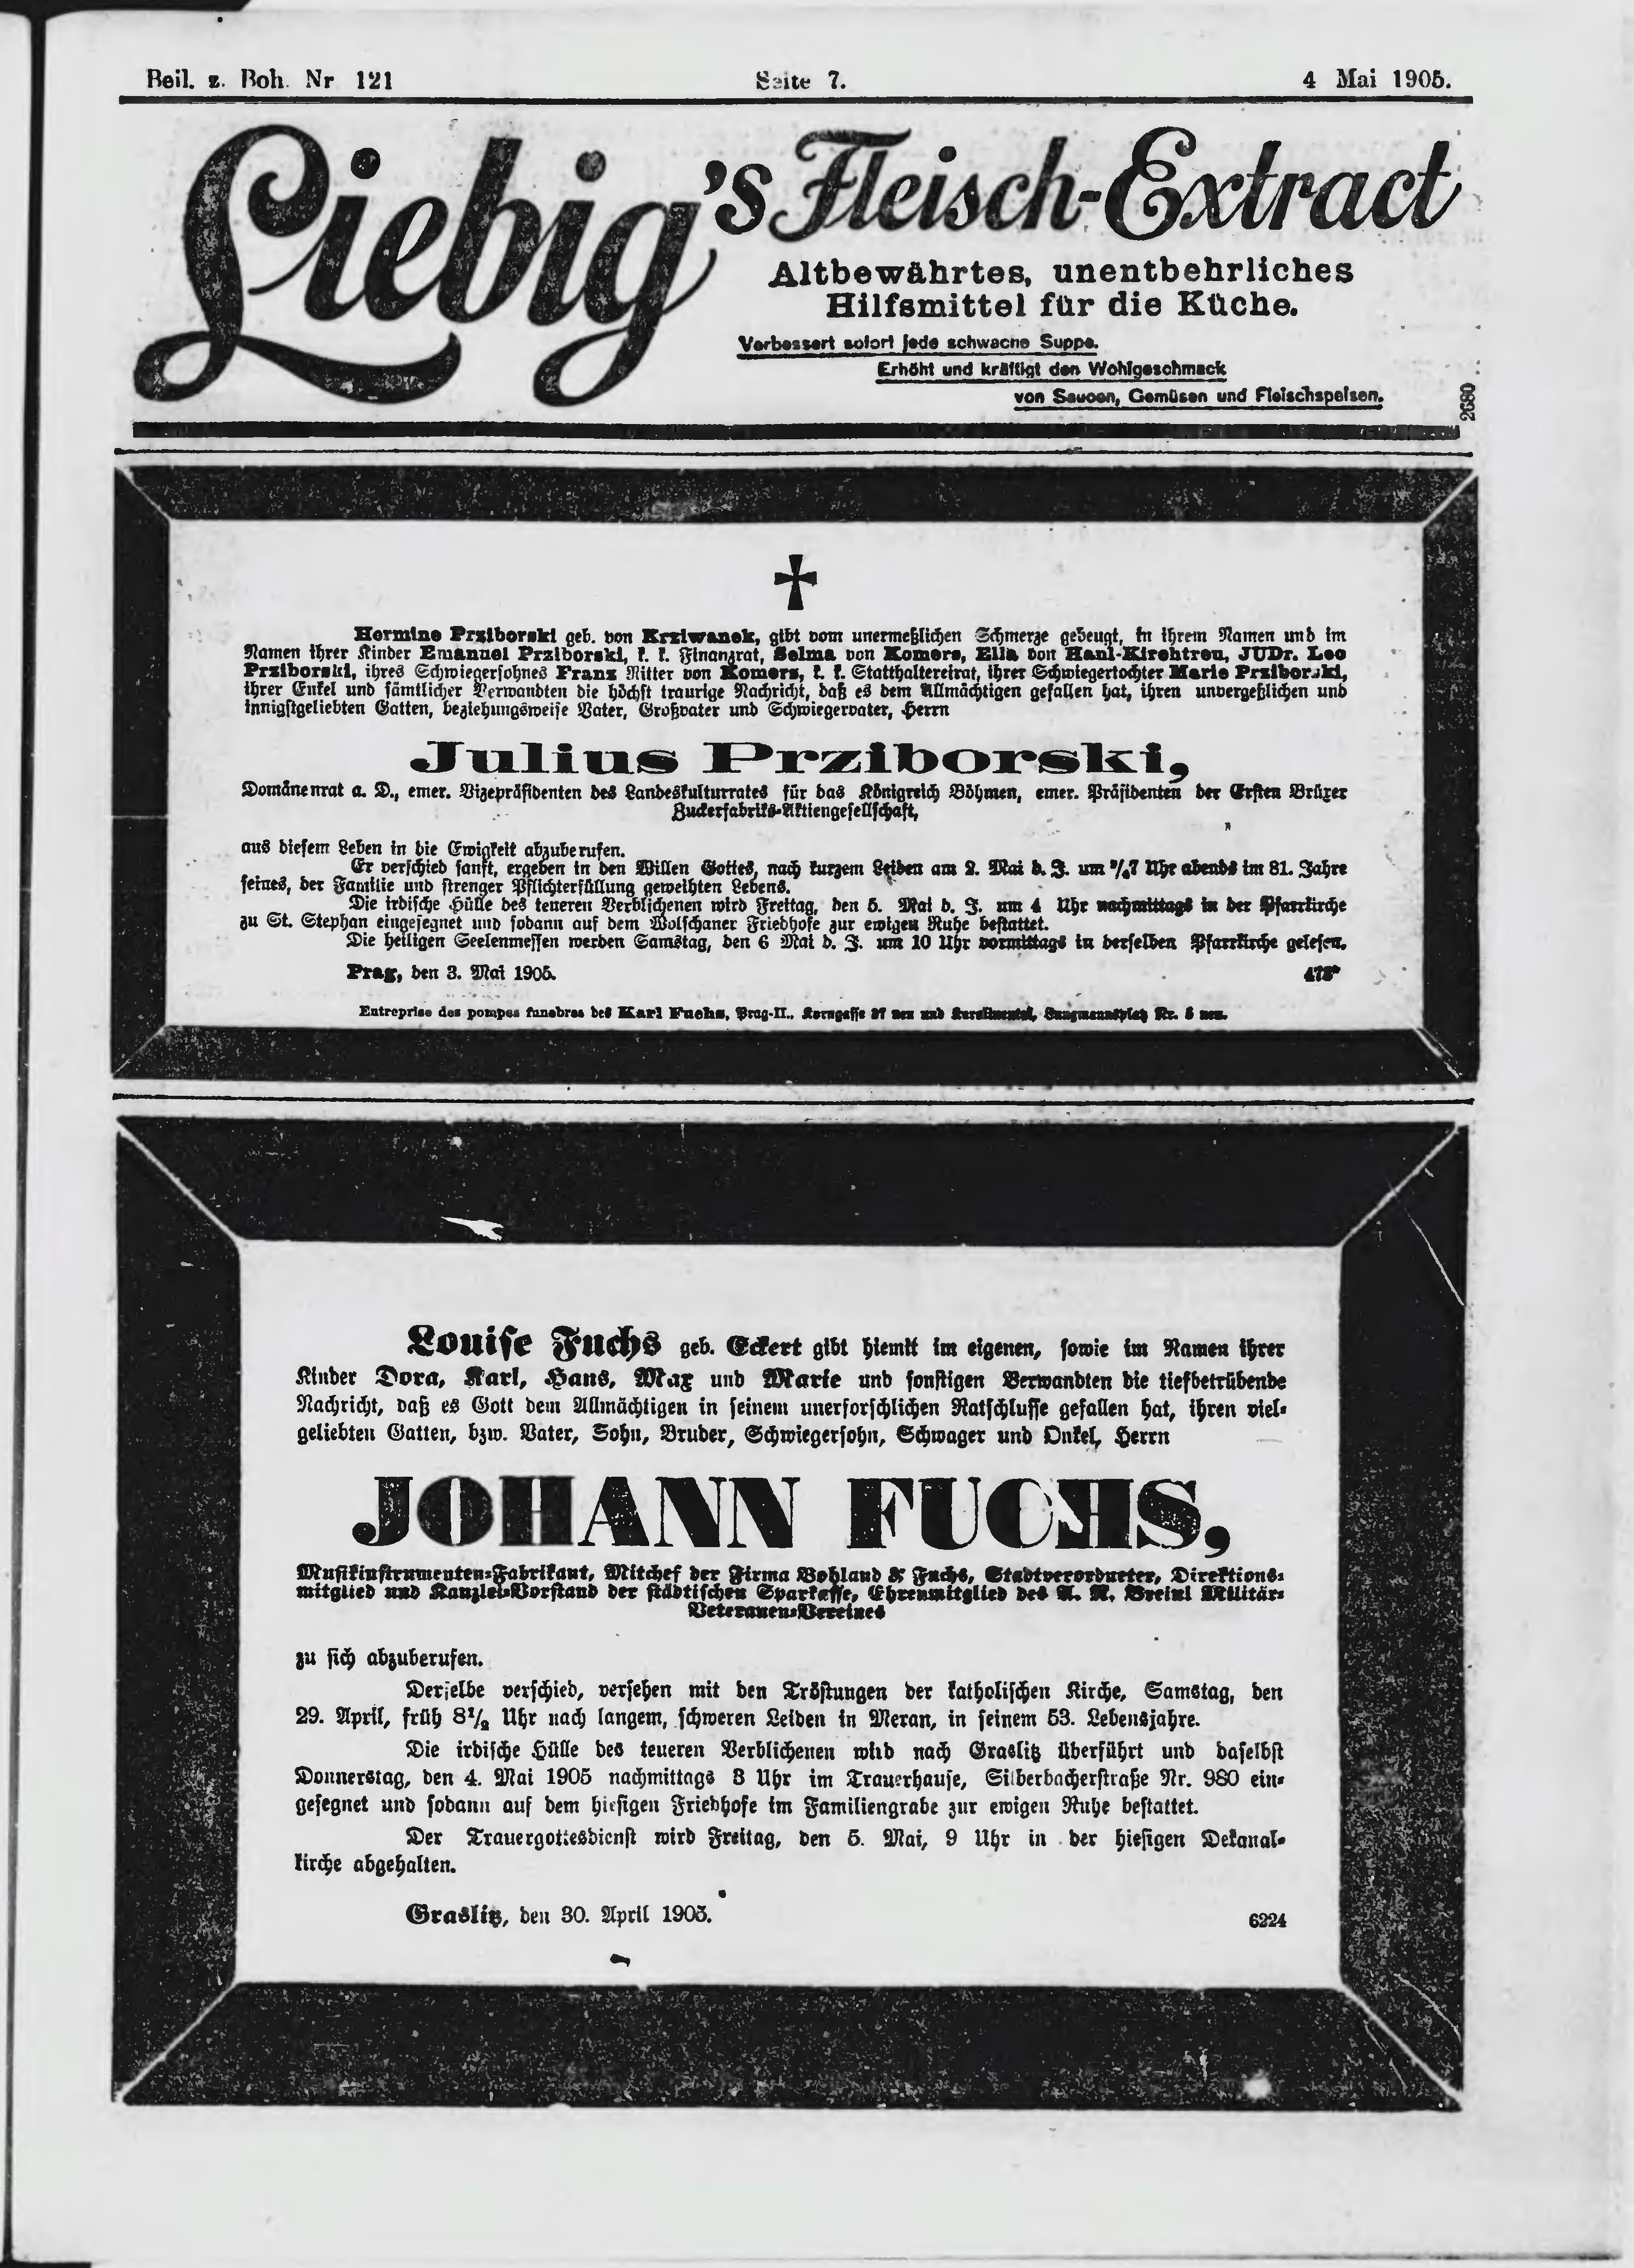 Beil. z. Boh. Nr 121 Seite 7. 4 Mai 1905.
Liebig's Fleisch-Extract
Altbewährtes, unentbehrliches
Hilfsmittel für die Küche.
Verbessert sofort jede schwache Suppe.
Erhöht und kräftigt den Wohlgeschmack
von Saucen, Gemüsen und Fleischspeisen.
2680
Hermine Prziborski geb. von Krziwanek, gibt vom unermeßlichen Schmerze gebeugt, in ihrem Namen und im
Namen ihrer Kinder Emanuel Prziborski, k. k. Finanzrat, Selma von Komers, Ella von Hanl-Kirchtreu, JUDr. Leo
Prziborski, ihres Schwiegersohnes Franz Ritter von Komers, k. k. Statthaltereirat, ihrer Schwiegertochter Marie Prziborski,
ihrer Enkel und sämtlicher Verwandten die höchst traurige Nachricht, daß es dem Allmächtigen gefallen hat, ihren unvergeßlichen und
innigstgeliebten Gatten, beziehungsweise Vater, Großvater und Schwiegervater, Herrn
Julius Prziborski,
Domänenrat a. D., emer. Vizepräsidenten des Landeskulturrates für das Königreich Böhmen, emer. Präsidenten der Ersten Brüxer
Zuckerfabriks-Aktiengesellschaft,
aus diesem Leben in die Ewigkeit abzuberufen.
Er verschied sanft, ergeben in den Willen Gottes, nach kurzem Leiden am 2. Mai d. J. um 7 Uhr abends im 81. Jahre
seines, der Familie und strenger Pflichterfüllung geweihten Lebens.
Die irdische Hülle des teueren Verblichenen wird Freitag, den 5. Mai d. J. um 4 Uhr nachmittags in der Pfarrkirche
zu St. Stephan eingesegnet und sodann auf dem Wolschaner Friedhofe zur ewigen Ruhe bestattet.
Die heiligen Seelenmessen werden Samstag, den 6 Mai d. J. um 10 Uhr vormittags in derselben Pfarrkirche gelesen.
Prag, den 3. Mai 1905.
Entreprise des pompes funebres des Karl Fuchs, Prag-II., Korngasse 37 neu und Karolinental, Jungmannsplatz Nr. 5 neu.
Louise Fuchs geb. Eckert gibt hiemit im eigenen, sowie im Namen ihrer
Kinder Dora, Karl, Hans, Max und Marie und sonstigen Verwandten die tiefbetrübende
Nachricht, daß es Gott dem Allmächtigen in seinem unerforschlichen Ratschlusse gefallen hat, ihren viel-
geliebten Gatten, bzw. Vater, Sohn, Bruder, Schwiegersohn, Schwager und Onkel, Herrn
JOHANN FUCHS,
Musikinstrumenten-Fabrikant, Mitchef der Firma Bohland & Fuchs, Stadtverordneter, Direktions-
mitglied und Kanzlei-Vorstand der städtischen Sparkasse, Ehrenmitglied des K. K. Breinl Militär-
Veteranen-Vereines
zu sich abzuberufen.
Derselbe verschied, versehen mit den Tröstungen der katholischen Kirche, Samstag, den
29. April, früh 8½ Uhr nach langem, schweren Leiden in Meran, in seinem 53. Lebensjahre.
Die irdische Hülle des teueren Verblichenen wird nach Graslitz überführt und daselbst
Donnerstag, den 4. Mai 1905 nachmittags 3 Uhr im Trauerhause, Silberbacherstraße Nr. 980 ein-
gesegnet und sodann auf dem hiesigen Friedhofe im Familiengrabe zur ewigen Ruhe bestattet.
Der Trauergottesdienst wird Freitag, den 5. Mai, 9 Uhr in der hiesigen Dekanal-
kirche abgehalten.
Graslitz, den 30. April 1905. 6224